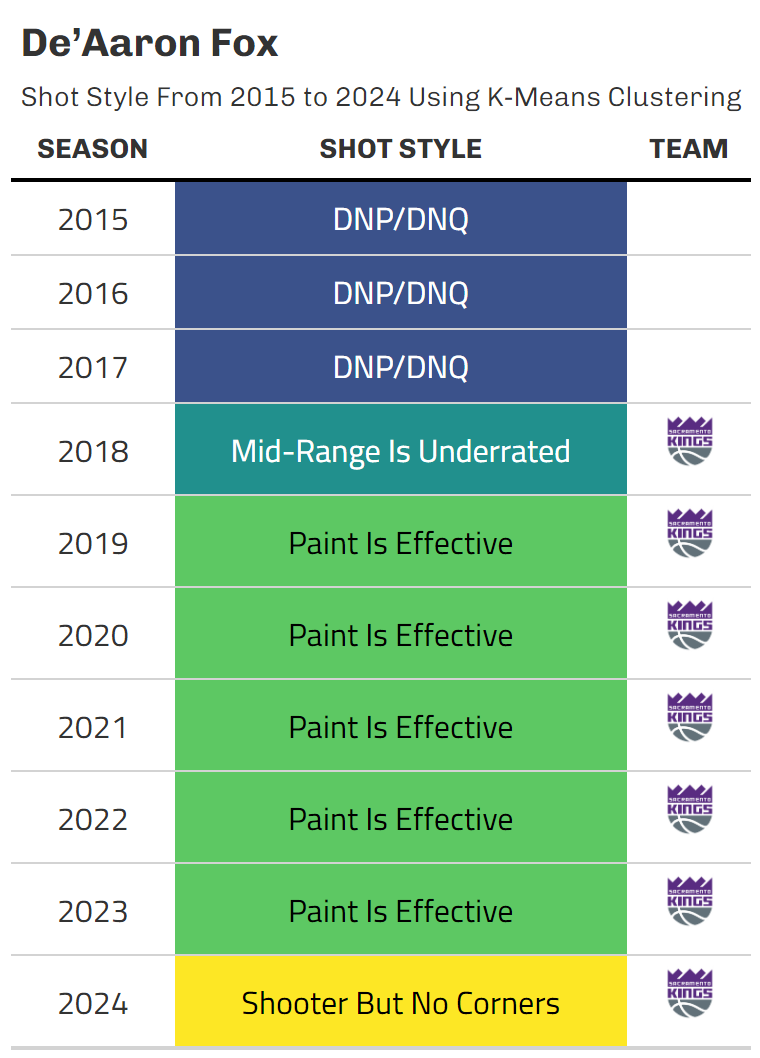 De’Aaron Fox
Shot Style From 2015 to 2024 Using K-Means Clustering
SEASON SHOT STYLE TEAM
2015 DNP/DNQ
2016 DNP/DNQ
2017 DNP/DNQ
2018 Mid-Range Is Underrated SACRAMENTO KINGS
2019 Paint Is Effective SACRAMENTO KINGS
2020 Paint Is Effective SACRAMENTO KINGS
2021 Paint Is Effective SACRAMENTO KINGS
2022 Paint Is Effective SACRAMENTO KINGS
2023 Paint Is Effective SACRAMENTO KINGS
2024 Shooter But No Corners SACRAMENTO KINGS